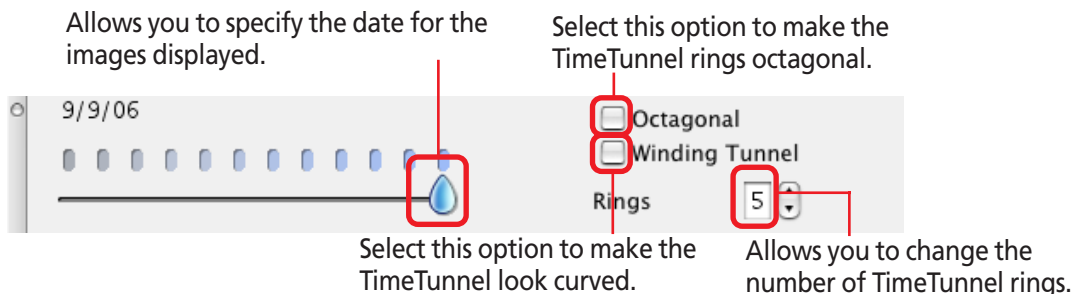 Allows you to specify the date for the
images displayed.
Select this option to make the
TimeTunnel rings octagonal.
9/9/06
Octagonal
Winding Tunnel
Rings
5
Select this option to make the
TimeTunnel look curved.
Allows you to change the
number of TimeTunnel rings.